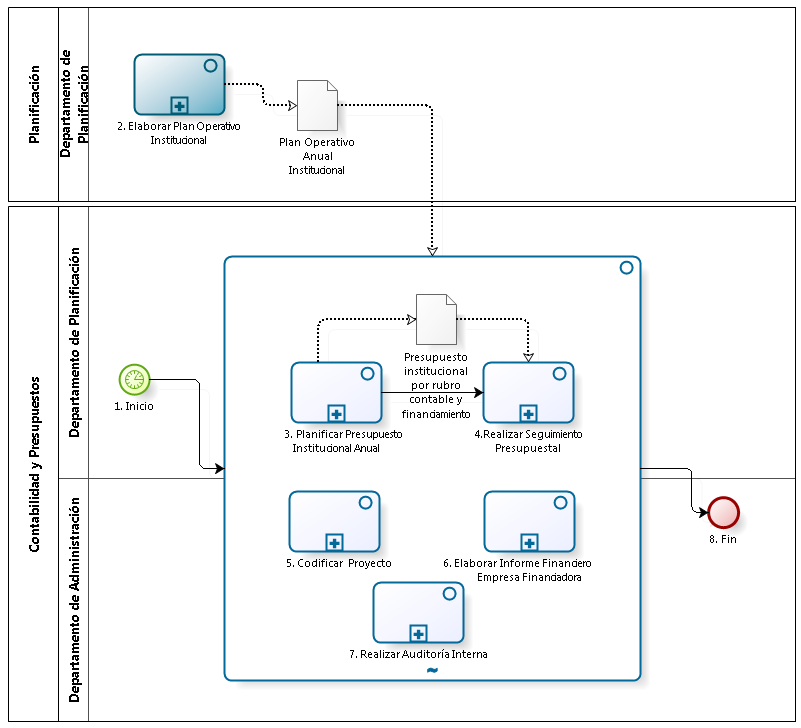 Planificación
Departamento de
Planificación
2. Elaborar Plan Operativo
Institucional
Plan Operativo
Anual
Institucional
Contabilidad y Presupuestos
Departamento de Planificación
1. Inicio
Presupuesto
institucional
por rubro
contable y
financiamiento
3. Planificar Presupuesto
Institucional Anual
4.Realizar Seguimiento
Presupuestal
Departamento de Administración
5. Codificar Proyecto
6. Elaborar Informe Financiero
Empresa Financiadora
7. Realizar Auditoría Interna
8. Fin